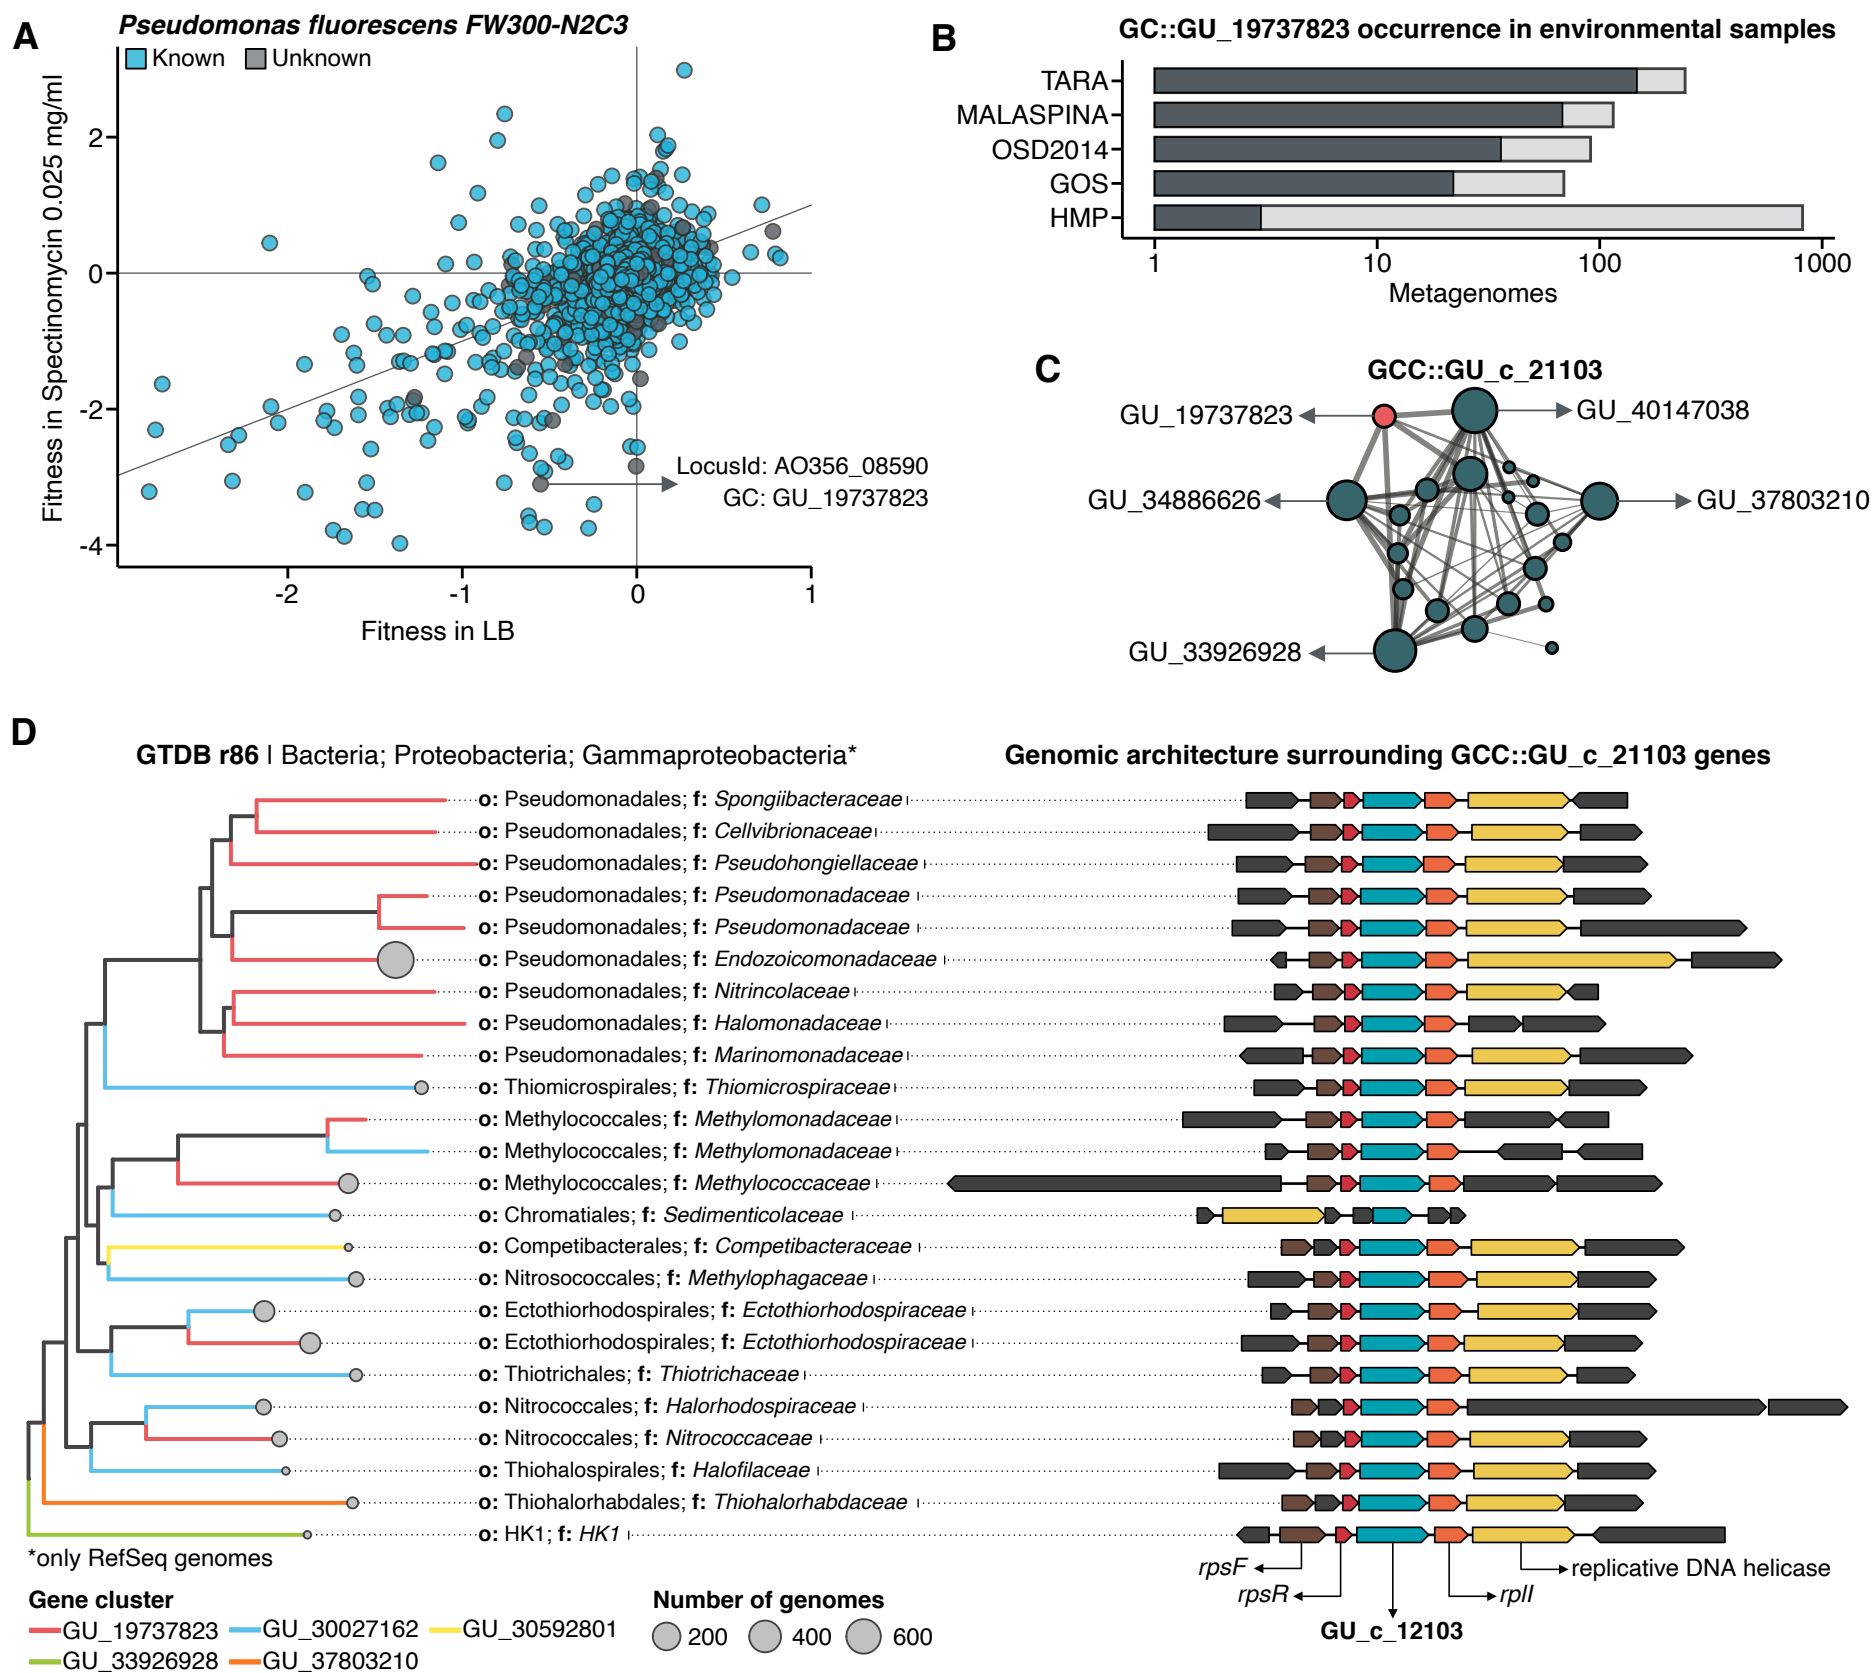 A
Pseudomonas fluorescens FW300-N2C3
Known
Unknown
Fitness in Spectinomycin 0.025 mg/ml
2
0
-2
-4
LocusId: AO356_08590
GC: GU_19737823
-2
-1
0
1
Fitness in LB
B
GC::GU_19737823 occurrence in environmental samples
TARA
MALASPINA
OSD2014
GOS
HMP
1
10
100
1000
Metagenomes
C
GCC::GU_c_21103
GU_19737823
GU_40147038
GU_34886626
GU_37803210
GU_33926928
D
GTDB r86 | Bacteria; Proteobacteria; Gammaproteobacteria*
Genomic architecture surrounding GCC::GU_c_21103 genes
o: Pseudomonadales; f: Spongiibacteraceae
o: Pseudomonadales; f: Cellvibrionaceae
o: Pseudomonadales; f: Pseudohongiellaceae
o: Pseudomonadales; f: Pseudomonadaceae
o: Pseudomonadales; f: Pseudomonadaceae
o: Pseudomonadales; f: Endozoicomonadaceae
o: Pseudomonadales; f: Nitrincolaceae
o: Pseudomonadales; f: Halomonadaceae
o: Pseudomonadales; f: Marinomonadaceae
o: Thiomicrospirales; f: Thiomicrospiraceae
o: Methylococcales; f: Methylomonadaceae
o: Methylococcales; f: Methylomonadaceae
o: Methylococcales; f: Methylococcaceae
o: Chromatiales; f: Sedimenticolaceae
o: Competibacterales; f: Competibacteraceae
o: Nitrosococcales; f: Methylophagaceae
o: Ectothiorhodospirales; f: Ectothiorhodospiraceae
o: Ectothiorhodospirales; f: Ectothiorhodospiraceae
o: Thiotrichales; f: Thiotrichaceae
o: Nitrococcales; f: Halorhodospiraceae
o: Nitrococcales; f: Nitrococcaceae
o: Thiohalospirales; f: Halofilaceae
o: Thiohalorhabdales; f: Thiohalorhabdaceae
o: HK1; f: HK1
*only RefSeq genomes
rpsF
replicative DNA helicase
rpsR
rplI
GU_c_12103
Gene cluster
GU_19737823
GU_30027162
GU_30592801
GU_33926928
GU_37803210
Number of genomes
200
400
600